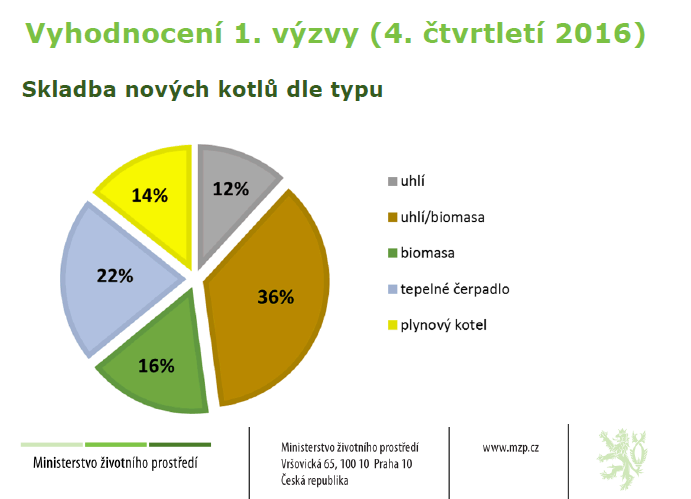 Vyhodnocení 1. výzvy (4. čtvrtletí 2016)
Skladba nových kotlů dle typu
12%
36%
16%
22%
14%
uhlí
uhlí/biomasa
biomasa
tepelné čerpadlo
plynový kotel
Ministerstvo životního prostředí
Ministerstvo životního prostředí
Vršovická 65, 100 10 Praha 10
Česká republika
www.mzp.cz